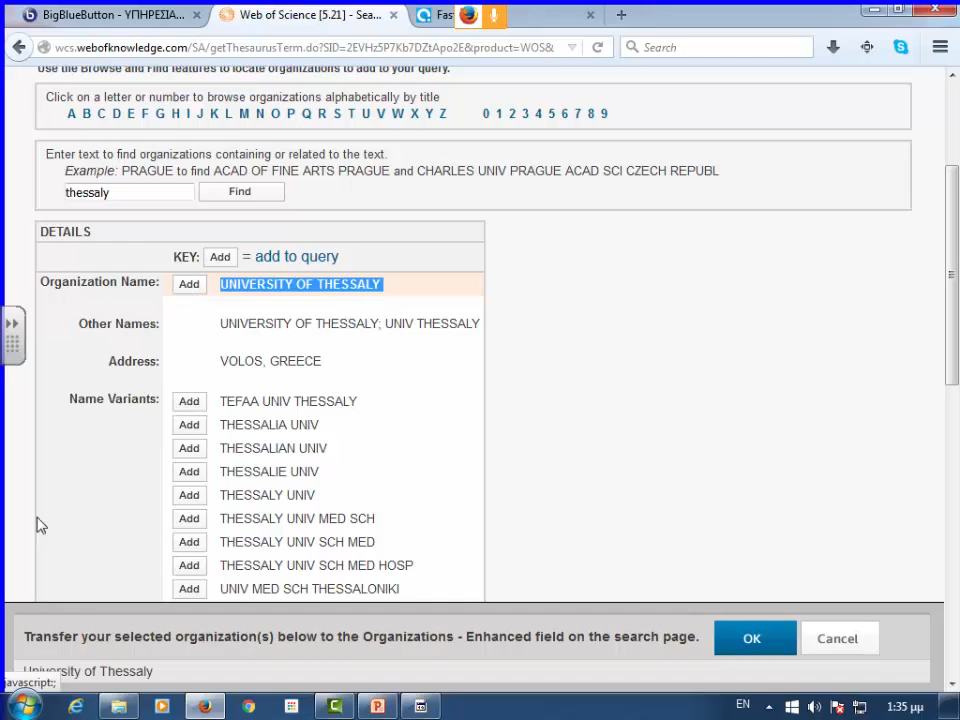 BigBlueButton - ΥΠΗΡΕΣΙΑ...
Web of Science [5.21] - Sea...
Fas
wcs.webofknowledge.com/SA/getThesaurusTerm.do?SID=2EVHz5P7Kb7DZtApo2E&product=WOS&
Search
Use the Browse and Find features to locate organizations to add to your query.
Click on a letter or number to browse organizations alphabetically by title
A B C D E F G H I J K L M N O P Q R S T U V W X Y Z 0 1 2 3 4 5 6 7 8 9
Enter text to find organizations containing or related to the text.
Example: PRAGUE to find ACAD OF FINE ARTS PRAGUE and CHARLES UNIV PRAGUE ACAD SCI CZECH REPUBL
thessaly Find
DETAILS
KEY: Add = add to query
Organization Name: Add UNIVERSITY OF THESSALY
Other Names: UNIVERSITY OF THESSALY; UNIV THESSALY
Address: VOLOS, GREECE
Name Variants: Add TEFAA UNIV THESSALY
Add THESSALIA UNIV
Add THESSALIAN UNIV
Add THESSALIE UNIV
Add THESSALY UNIV
Add THESSALY UNIV MED SCH
Add THESSALY UNIV SCH MED
Add THESSALY UNIV SCH MED HOSP
Add UNIV MED SCH THESSALONIKI
Transfer your selected organization(s) below to the Organizations - Enhanced field on the search page. OK Cancel
University of Thessaly
javascript:;
EN 1:35 μμ